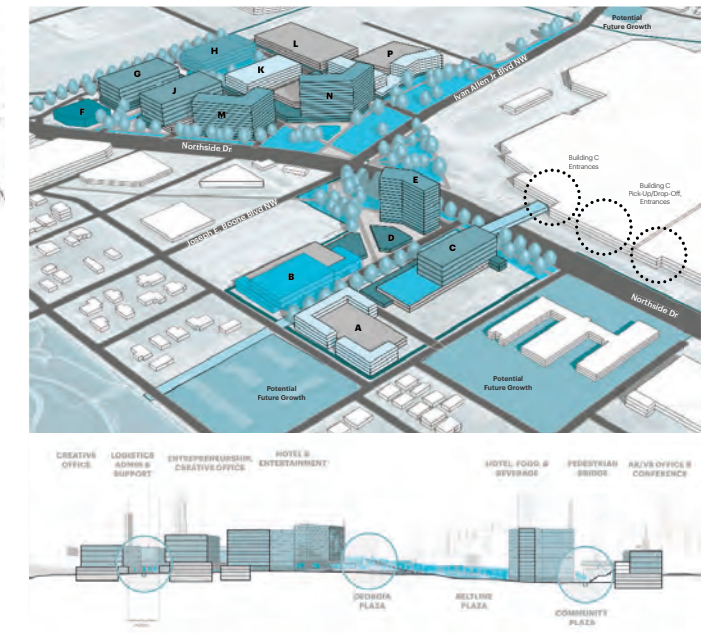 Potential
Future Growth
L
H
P
K
G
J
N
M
F
Ivan Allen Jr Blvd NW
Northside Dr
Building C
Entrances
E
Building C
Pick-Up/Drop-Off,
Entrances
Joseph E. Boone Blvd NW
D
C
B
Northside Dr
A
Potential
Future Growth
Potential
Future Growth
CREATIVE
OFFICE
LOGISTICS
ADMIN &
SUPPORT
ENTREPRENEURSHIP,
CREATIVE OFFICE
HOTEL &
ENTERTAINMENT
HOTEL, FOOD, &
BEVERAGE
PEDESTRIAN
BRIDGE
AR/VR OFFICE &
CONFERENCE
GEORGIA
PLAZA
BELTLINE
PLAZA
COMMUNITY
PLAZA